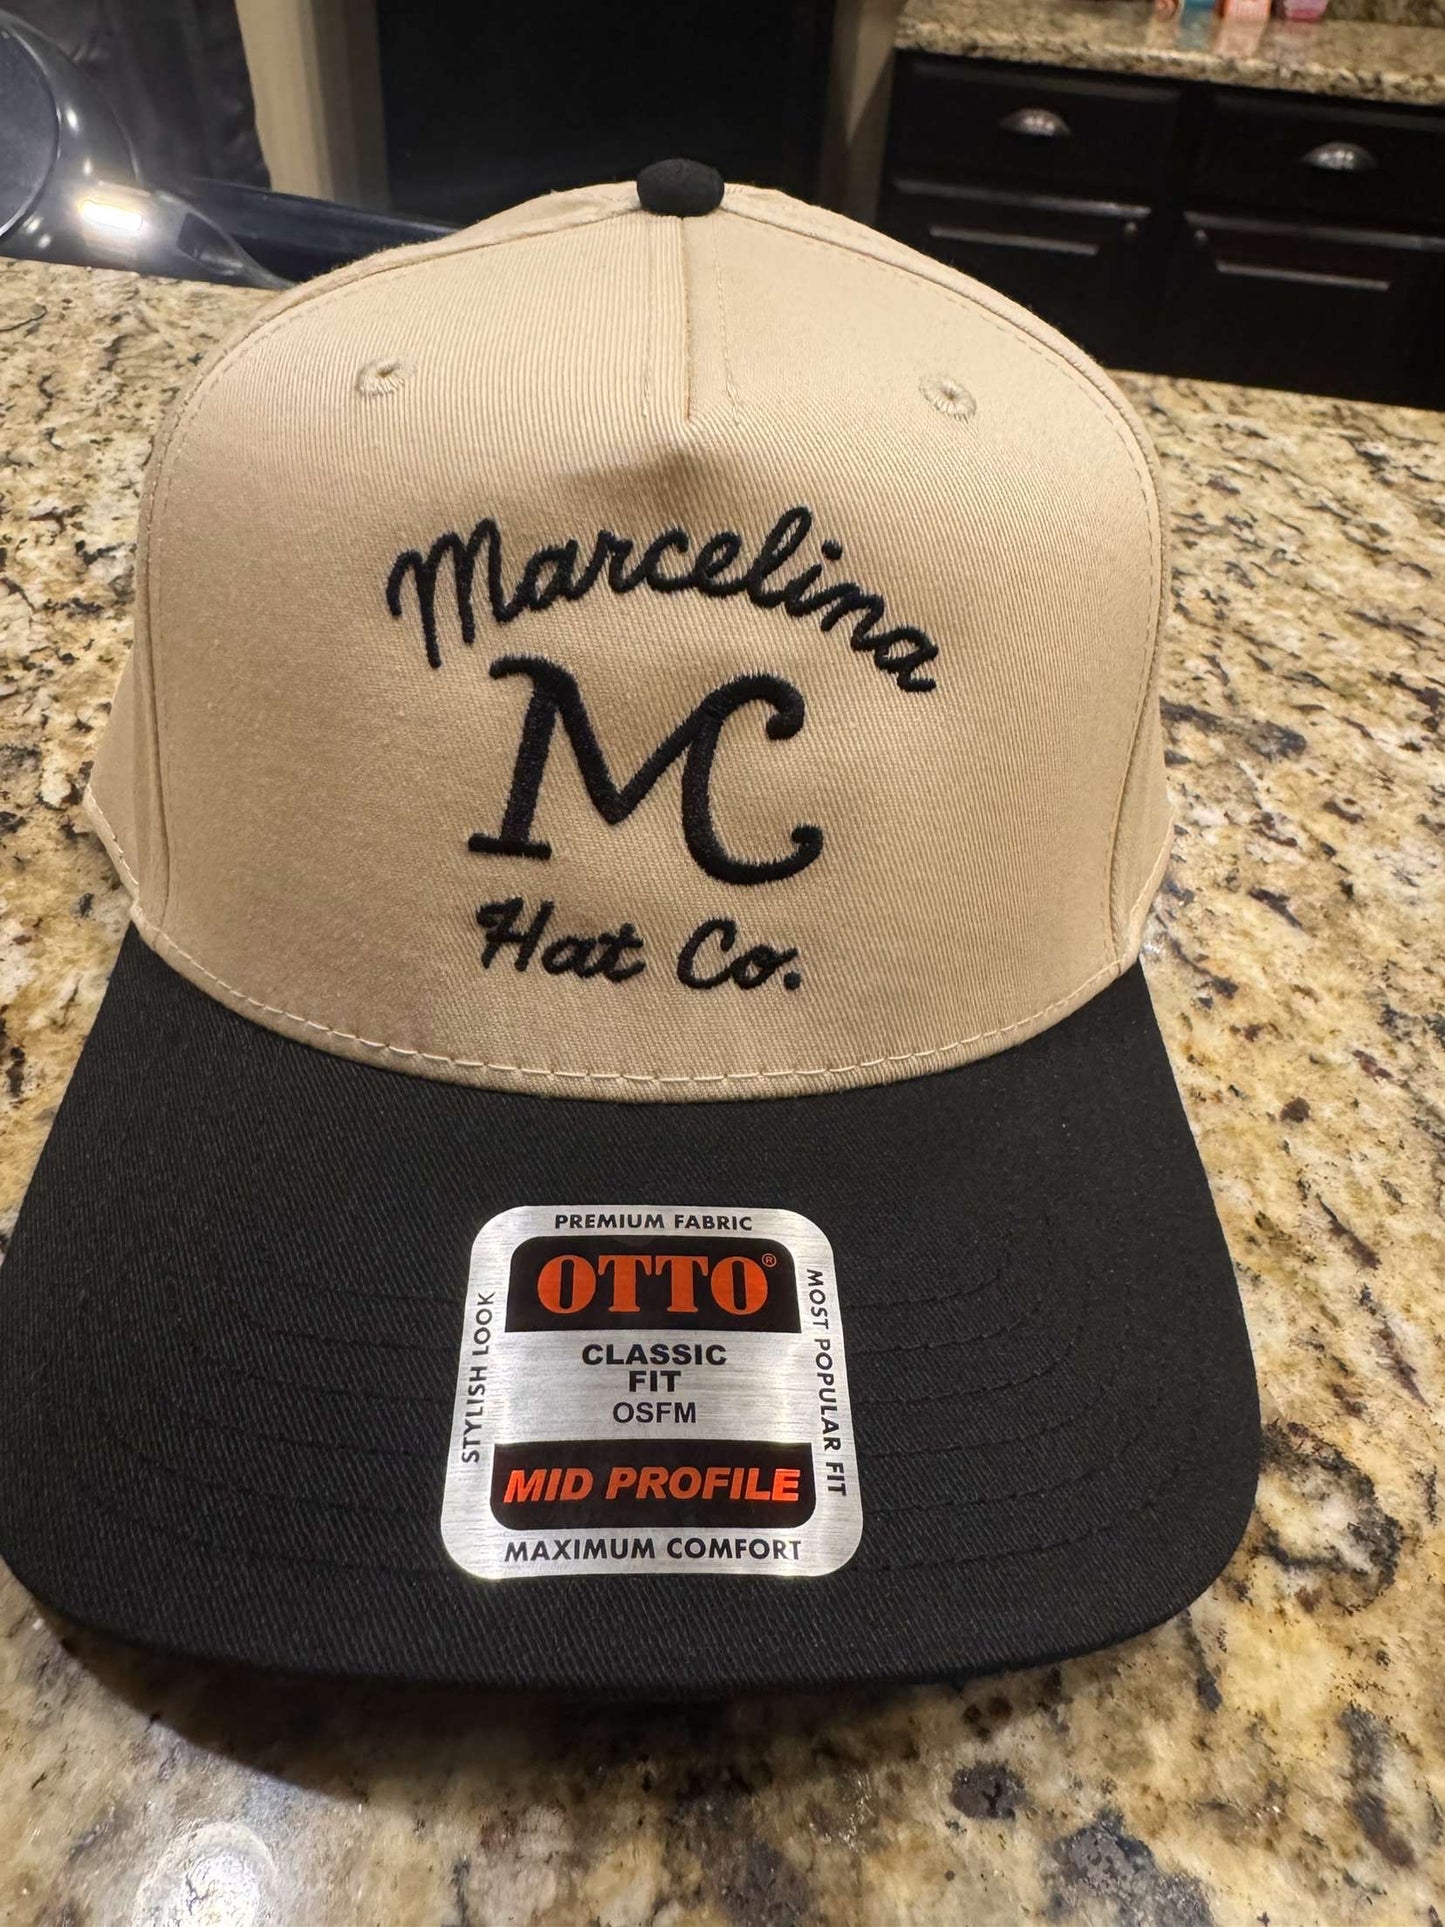 Marcelina
MC
Hat Co.
PREMIUM FABRIC
OTTO®
STYLISH LOOK
CLASSIC
FIT
OSFM
MOST POPULAR FIT
MID PROFILE
MAXIMUM COMFORT